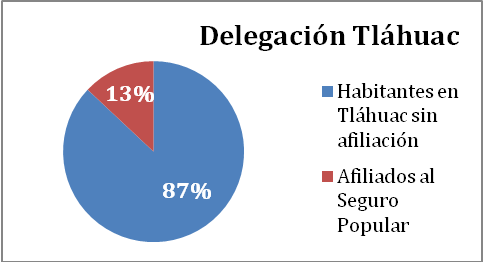 Delegación Tláhuac
13%
87%
Habitantes en
Tláhuac sin
afiliación
Afiliados al
Seguro
Popular